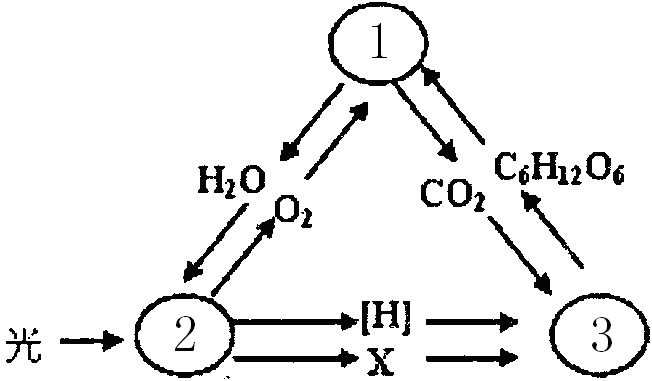 1
H₂O
O₂
CO₂
C₆H₁₂O₆
光
2
[H]
X
3